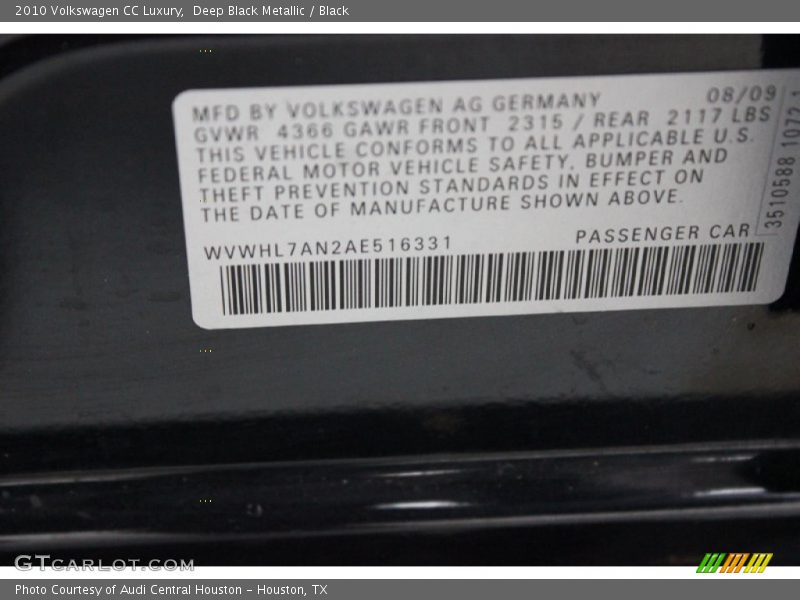 2010 Volkswagen CC Luxury,  Deep Black Metallic / Black
MFD BY VOLKSWAGEN AG GERMANY 08/09
GVWR 4366 GAWR FRONT 2315 / REAR 2117 LBS
THIS VEHICLE CONFORMS TO ALL APPLICABLE U.S.
FEDERAL MOTOR VEHICLE SAFETY, BUMPER AND
THEFT PREVENTION STANDARDS IN EFFECT ON
THE DATE OF MANUFACTURE SHOWN ABOVE.
WVWHL7AN2AE516331 PASSENGER CAR
3510588 1072 1
GTCARLOT.COM
Photo Courtesy of Audi Central Houston - Houston, TX